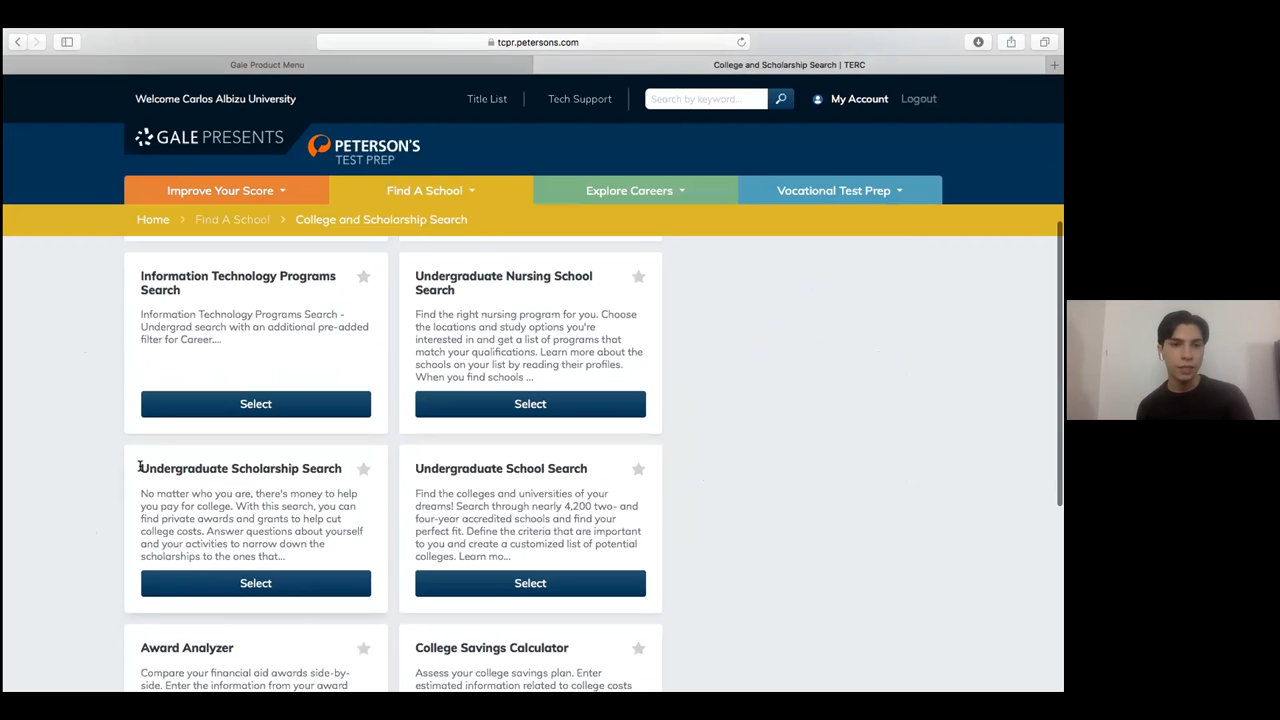 tcpr.petersons.com
Gale Product Menu
College and Scholarship Search | TERC
Welcome Carlos Albizu University
Title List
Tech Support
Search by keyword...
My Account
Logout
GALE PRESENTS
PETERSON'S
TEST PREP
Improve Your Score
Find A School
Explore Careers
Vocational Test Prep
Home > Find A School > College and Scholarship Search
Information Technology Programs
Search
Information Technology Programs Search -
Undergrad search with an additional pre-added
filter for Career....
Select
Undergraduate Nursing School
Search
Find the right nursing program for you. Choose
the locations and study options you're
interested in and get a list of programs that
match your qualifications. Learn more about the
schools on your list by reading their profiles.
When you find schools ...
Select
Undergraduate Scholarship Search
No matter who you are, there's money to help
you pay for college. With this search, you can
find private awards and grants to help cut
college costs. Answer questions about yourself
and your activities to narrow down the
scholarships to the ones that...
Select
Undergraduate School Search
Find the colleges and universities of your
dreams! Search through nearly 4,200 two- and
four-year accredited schools and find your
perfect fit. Define the criteria that are important
to you and create a customized list of potential
colleges. Learn mo...
Select
Award Analyzer
Compare your financial aid awards side-by-
side. Enter the information from your award
College Savings Calculator
Assess your college savings plan. Enter
estimated information related to college costs